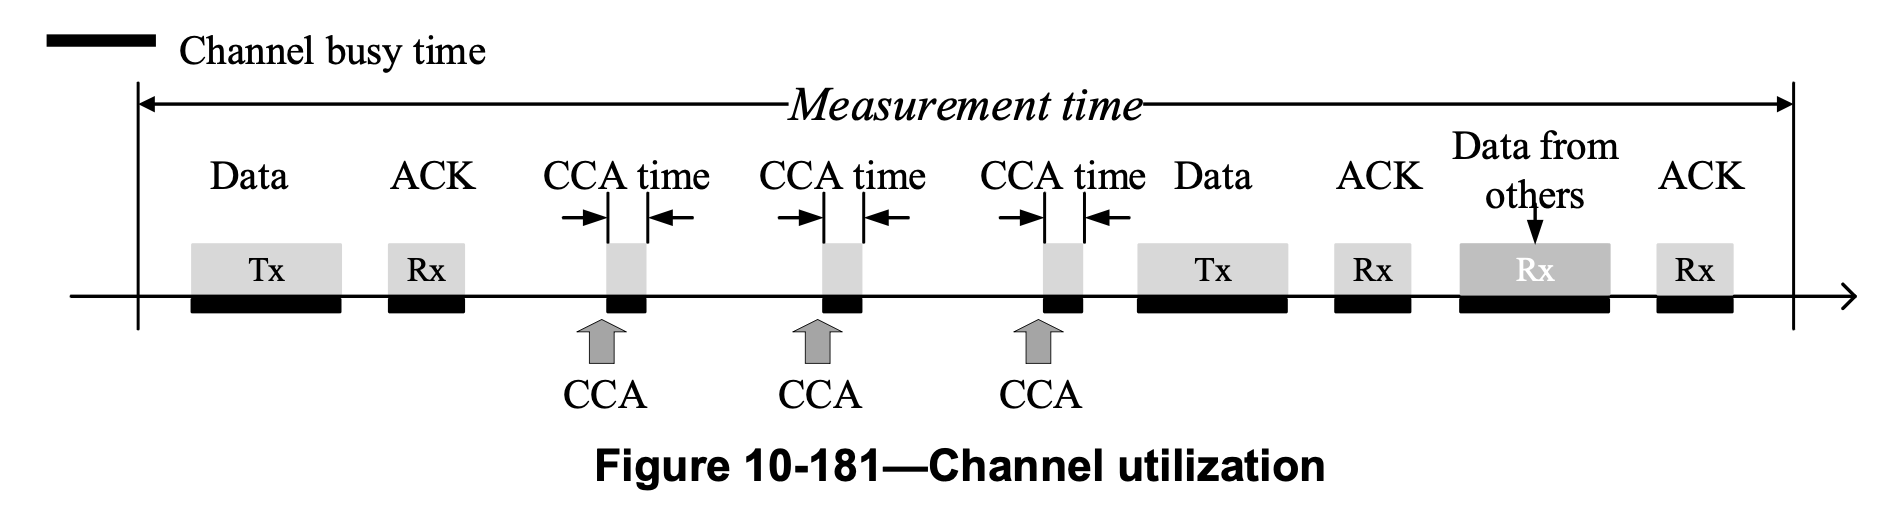 Channel busy time
Measurement time
Data ACK CCA time CCA time CCA time Data ACK Data from others ACK
Tx Rx Tx Rx Rx Rx
CCA CCA CCA
Figure 10-181—Channel utilization